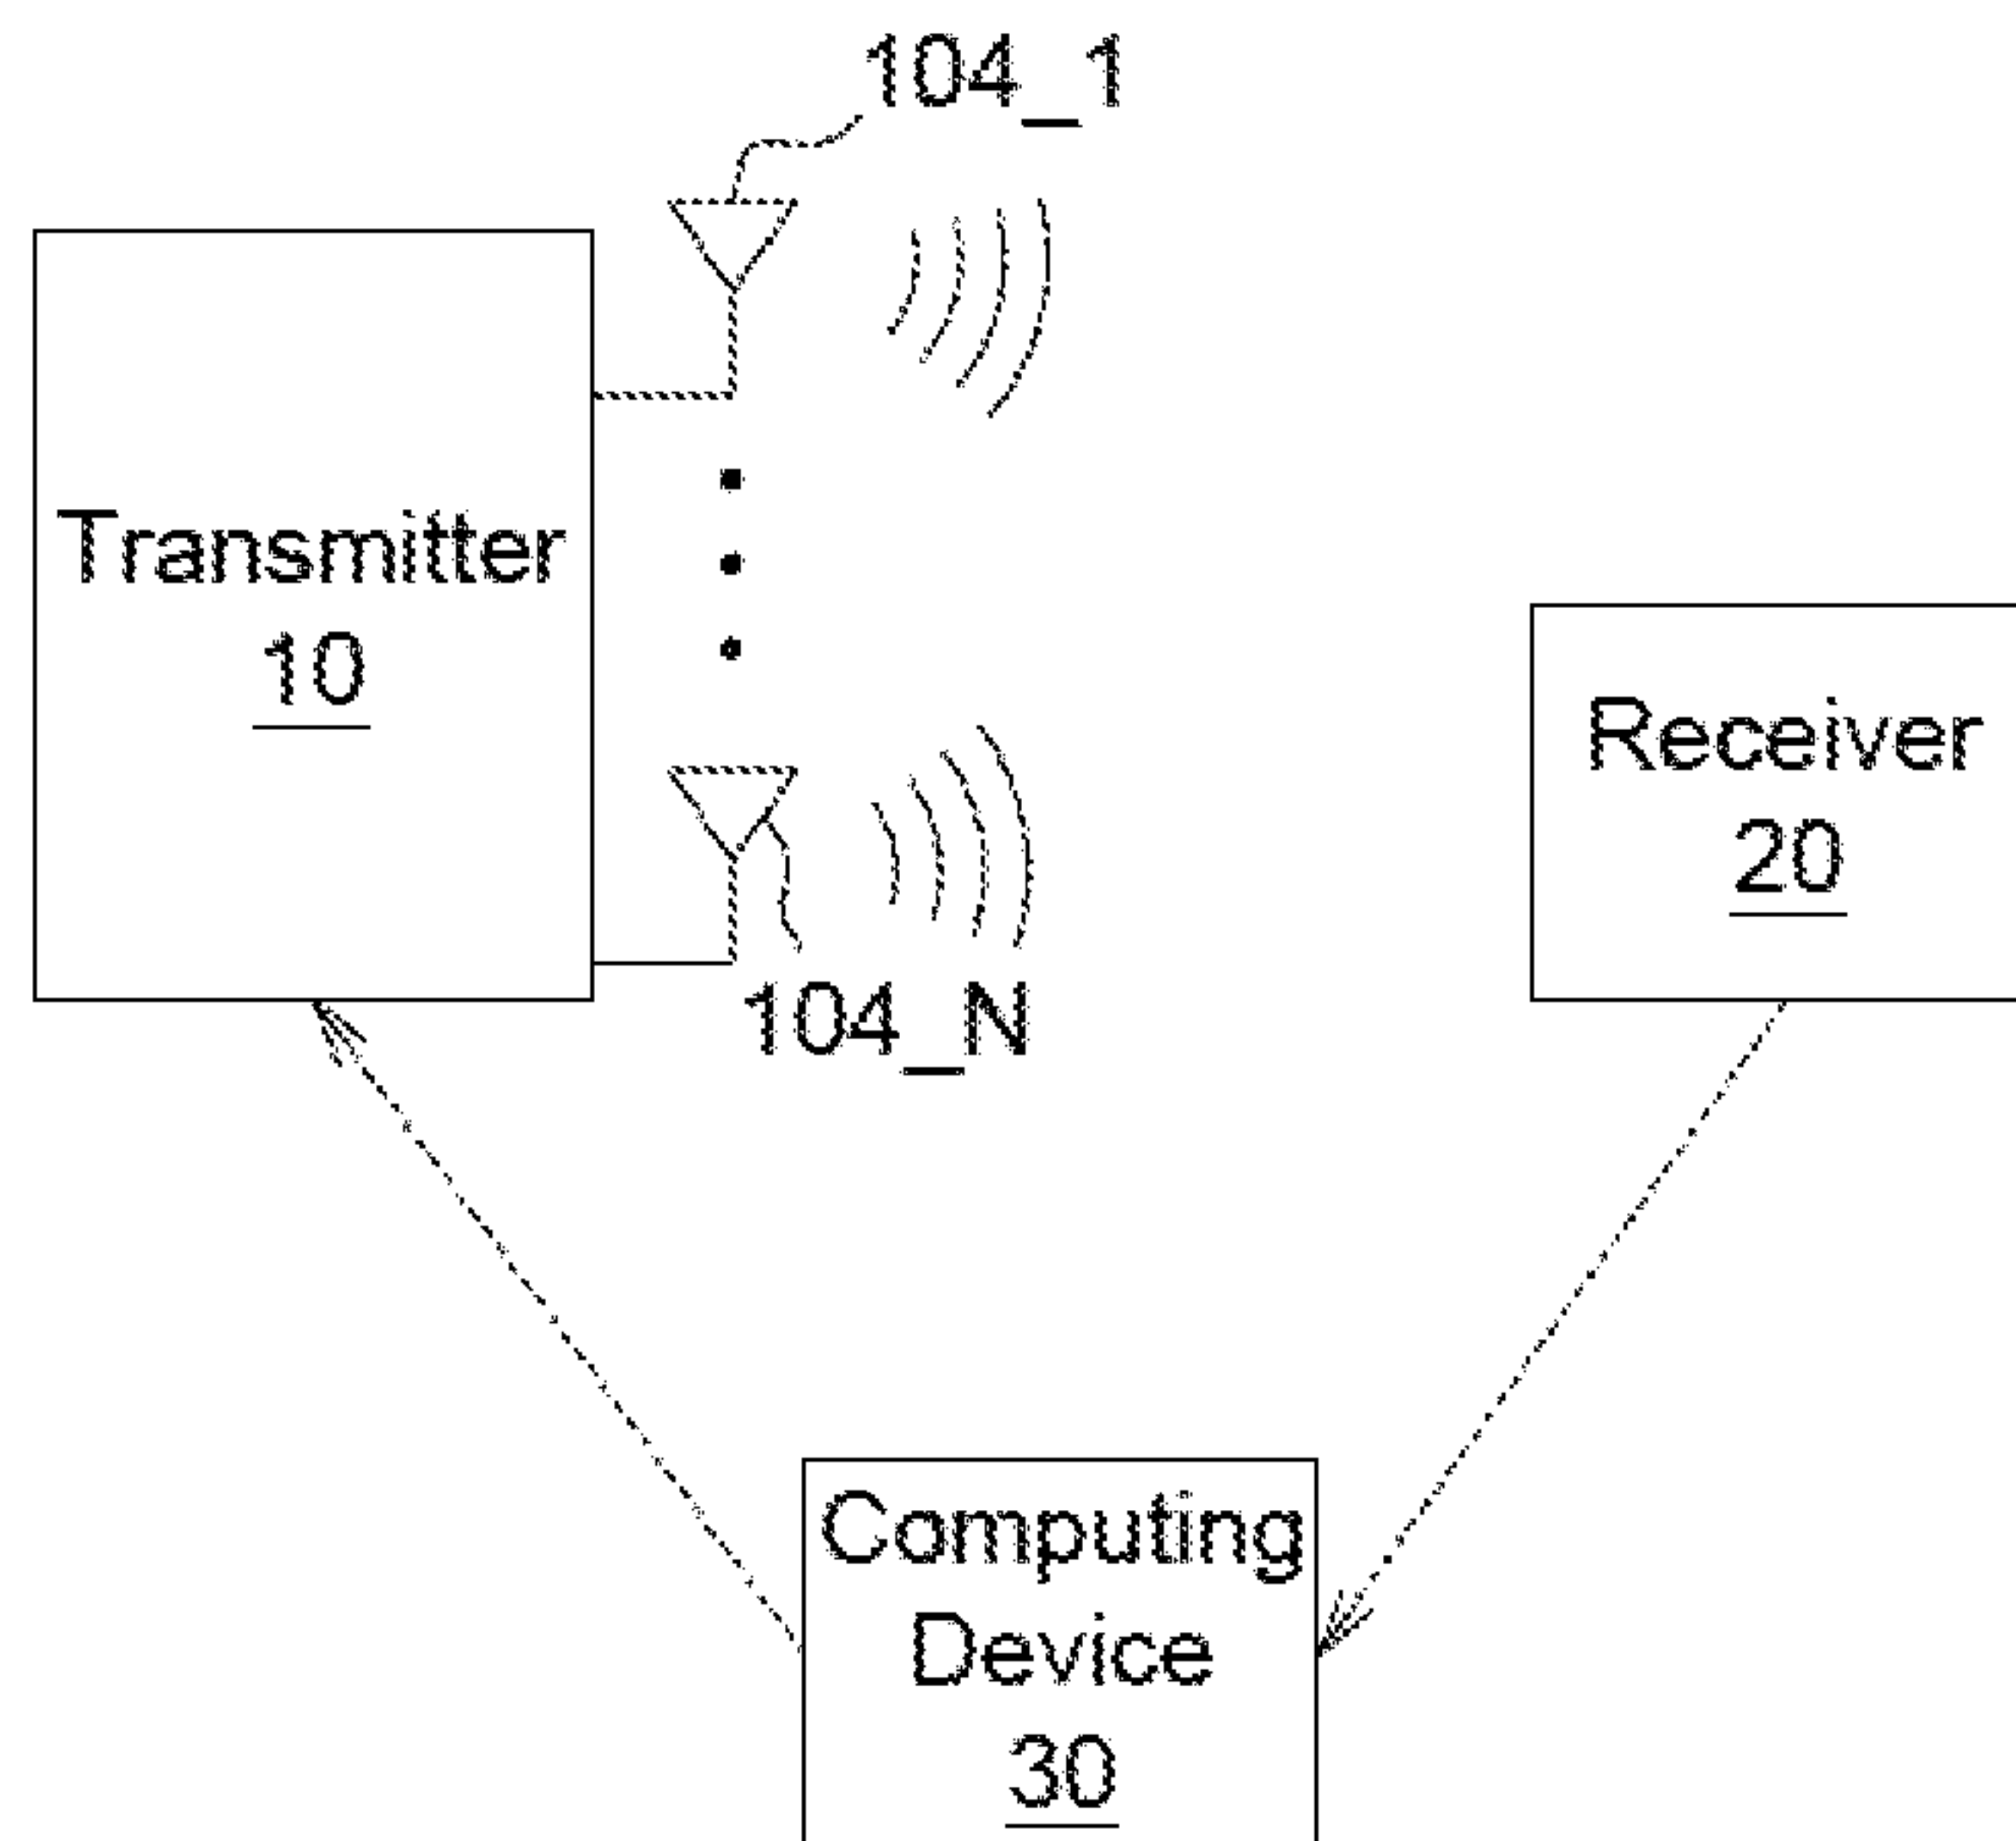 104_1
Transmitter
10
Receiver
20
104_N
Computing
Device
30